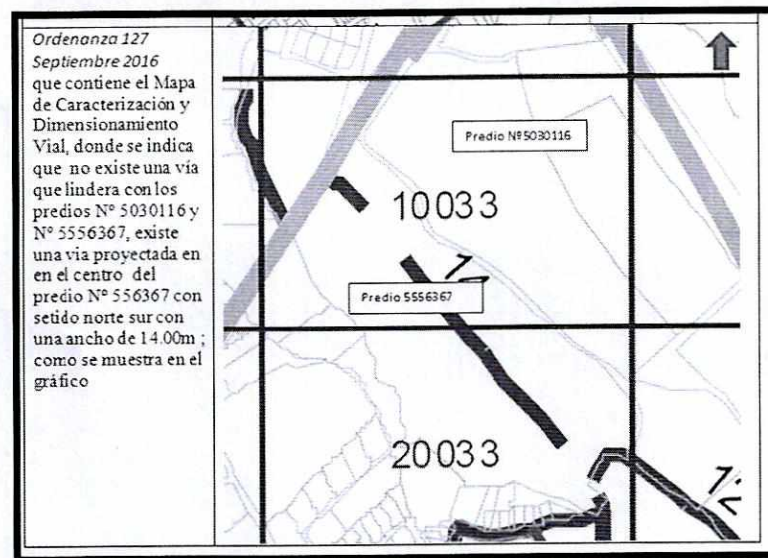 Ordenanza 127
Septiembre 2016
que contiene el Mapa
de Caracterización y
Dimensionamiento
Vial, donde se indica
que no existe una vía
que lindera con los
predios Nº 5030116 y
Nº 5556367, existe
una via proyectada en
en el centro del
predio Nº 556367 con
setido norte sur con
una ancho de 14.00m ;
como se muestra en el
gráfico
Predio Nº5030116
10033
Predio 5556367
20033
12